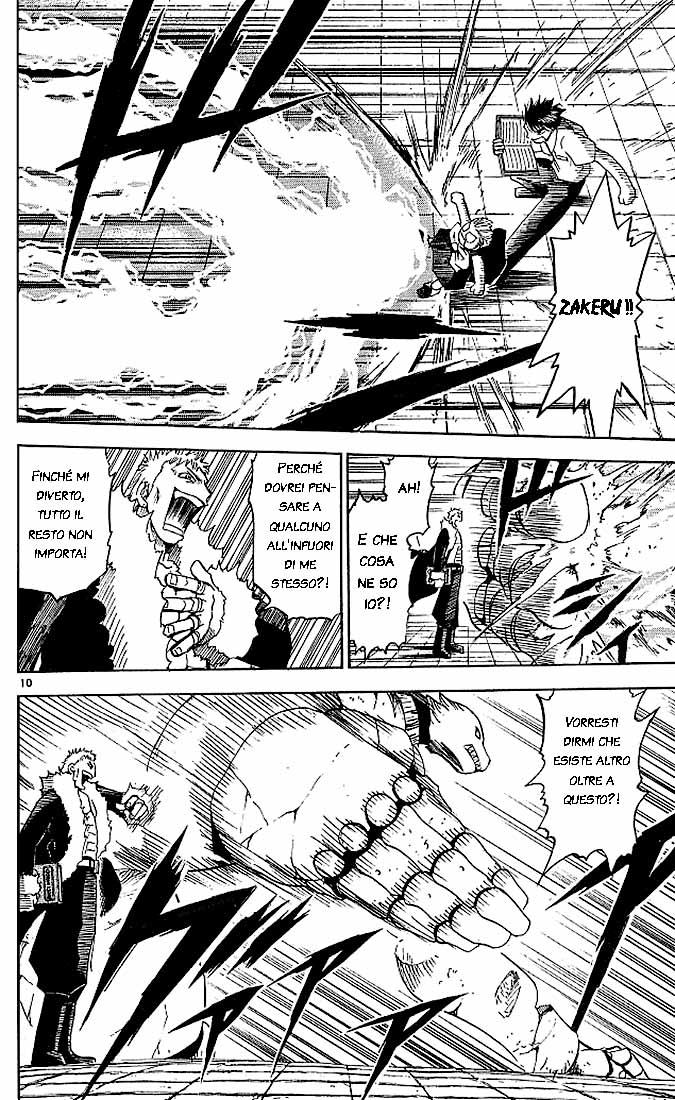 ZAKERU!!
AH!
E CHE
COSA
NE SO
IO?!
PERCHÉ
DOVREI PEN-
SARE A
QUALCUNO
ALL'INFUORI
DI ME
STESSO?!
FINCHÉ MI
DIVERTO,
TUTTO IL
RESTO NON
IMPORTA!
10
VORRESTI
DIRMI CHE
ESISTE ALTRO
OLTRE A
QUESTO?!